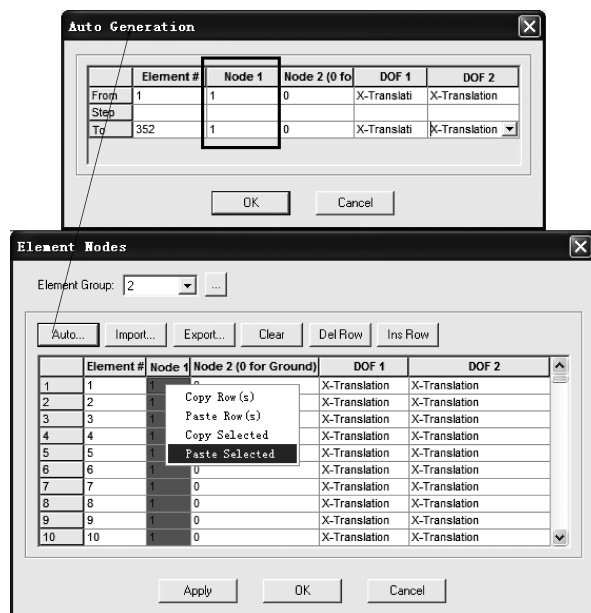 Auto Generation
Element # Node 1 Node 2 (0 fo DOF 1 DOF 2
From 1 1 0 X-Translati X-Translation
Step
To 352 1 0 X-Translati X-Translation
OK Cancel
Element Nodes
Element Group: 2 ...
Auto... Import... Export... Clear Del Row Ins Row
Element # Node 1 Node 2 (0 for Ground) DOF 1 DOF 2
1 1 1 0 X-Translation X-Translation
2 2 1 X-Translation X-Translation
3 3 1 X-Translation X-Translation
4 4 1 X-Translation X-Translation
5 5 1 X-Translation X-Translation
Copy Row(s)
Paste Row(s)
Copy Selected
Paste Selected
6 6 1 0 X-Translation X-Translation
7 7 1 0 X-Translation X-Translation
8 8 1 0 X-Translation X-Translation
9 9 1 0 X-Translation X-Translation
10 10 1 0 X-Translation X-Translation
Apply OK Cancel